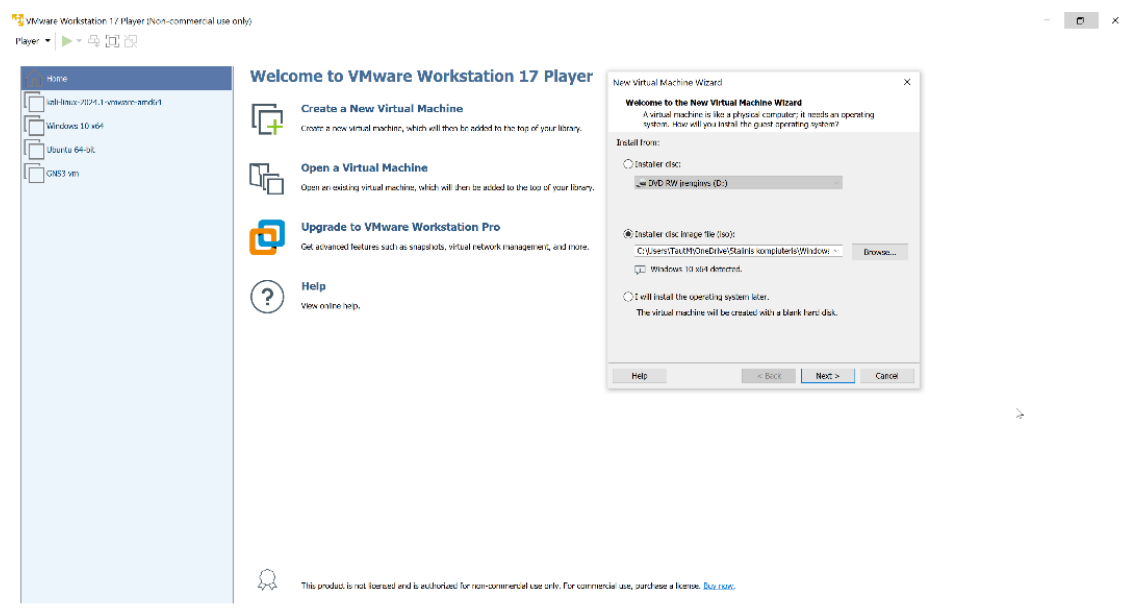 VMware Workstation 17 Player (Non-commercial use only)
Player
Home
kali-linux-2024.1-vmware-amd64
Windows 10 x64
Ubuntu 64-bit
GNS3 vm
Welcome to VMware Workstation 17 Player
Create a New Virtual Machine
Create a new virtual machine, which will then be added to the top of your library.
Open a Virtual Machine
Open an existing virtual machine, which will then be added to the top of your library.
Upgrade to VMware Workstation Pro
Get advanced features such as snapshots, virtual network management, and more.
Help
View online help.
This product is not licensed and is authorized for non-commercial use only. For commercial use, purchase a license. Buy now.
New Virtual Machine Wizard
Welcome to the New Virtual Machine Wizard
A virtual machine is like a physical computer; it needs an operating
system. How will you install the guest operating system?
Install from:
Installer disc:
DVD RW įrenginys (D:)
Installer disc image file (iso):
C:\Users\TautM\OneDrive\Stalinis kompiuteris\Window
Browse...
Windows 10 x64 detected.
I will install the operating system later.
The virtual machine will be created with a blank hard disk.
Help
< Back
Next >
Cancel